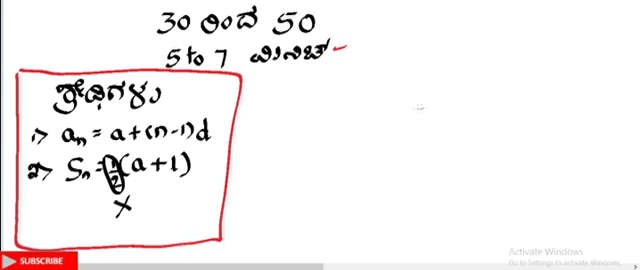 30 ರಿಂದ 50
5 to 7 ಮಿನಿಟ್
ಶ್ರೇಢಿಗಳು
1) an = a+(n-1)d
2) Sn = n/2 (a+1)
X
Activate Windows
Go to Settings to activate Windows.
SUBSCRIBE